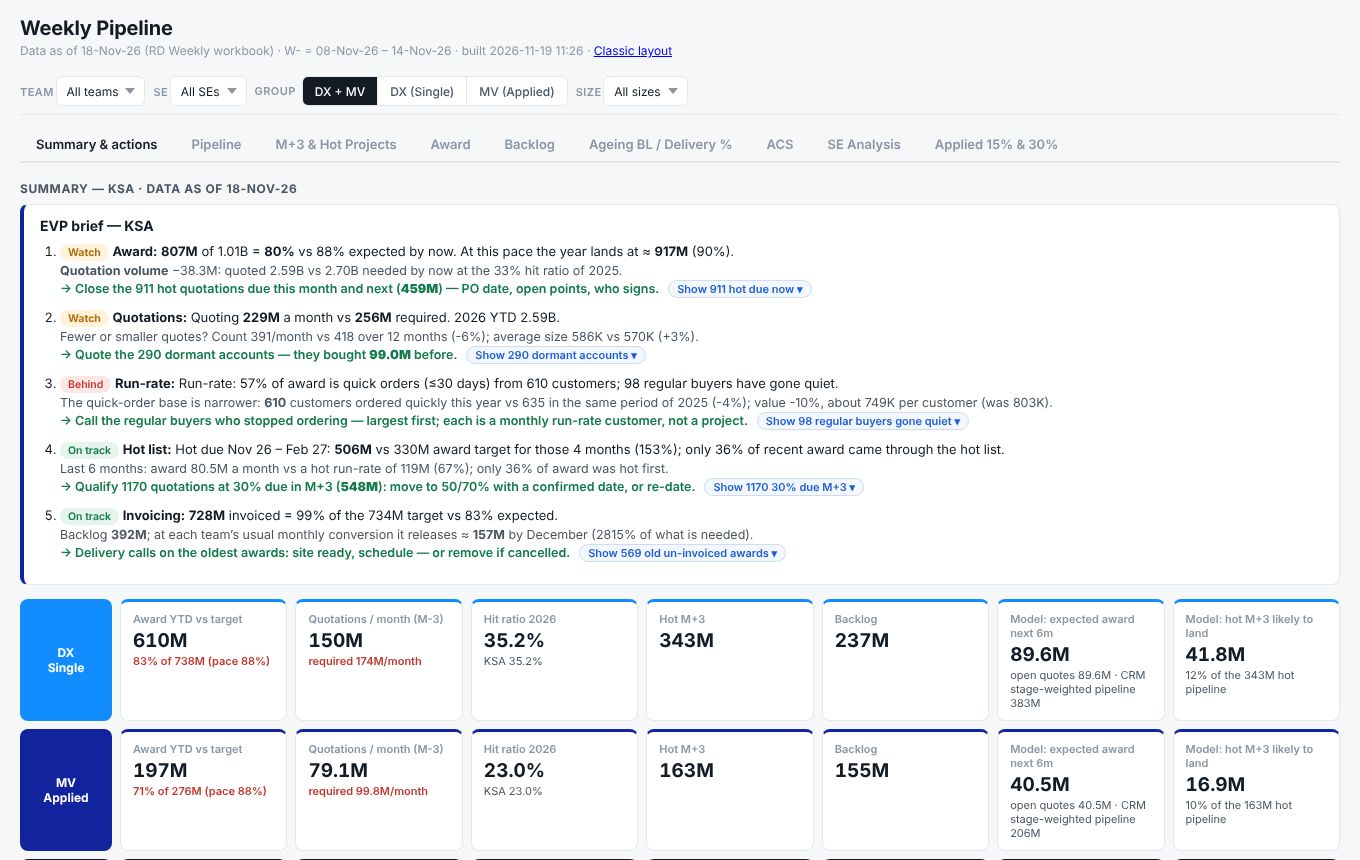 Weekly Pipeline
Data as of 18-Nov-26 (RD Weekly workbook) · W- = 08-Nov-26 – 14-Nov-26 · built 2026-11-19 11:26 · Classic layout
TEAM All teams SE All SEs GROUP DX + MV DX (Single) MV (Applied) SIZE All sizes
Summary & actions Pipeline M+3 & Hot Projects Award Backlog Ageing BL / Delivery % ACS SE Analysis Applied 15% & 30%
SUMMARY — KSA · DATA AS OF 18-NOV-26
EVP brief — KSA
1. Watch Award: 807M of 1.01B = 80% vs 88% expected by now. At this pace the year lands at ≈ 917M (90%).
Quotation volume −38.3M: quoted 2.59B vs 2.70B needed by now at the 33% hit ratio of 2025.
→ Close the 911 hot quotations due this month and next (459M) — PO date, open points, who signs. Show 911 hot due now ▾
2. Watch Quotations: Quoting 229M a month vs 256M required. 2026 YTD 2.59B.
Fewer or smaller quotes? Count 391/month vs 418 over 12 months (-6%); average size 586K vs 570K (+3%).
→ Quote the 290 dormant accounts — they bought 99.0M before. Show 290 dormant accounts ▾
3. Behind Run-rate: Run-rate: 57% of award is quick orders (≤30 days) from 610 customers; 98 regular buyers have gone quiet.
The quick-order base is narrower: 610 customers ordered quickly this year vs 635 in the same period of 2025 (-4%); value -10%, about 749K per customer (was 803K).
→ Call the regular buyers who stopped ordering — largest first; each is a monthly run-rate customer, not a project. Show 98 regular buyers gone quiet ▾
4. On track Hot list: Hot due Nov 26 – Feb 27: 506M vs 330M award target for those 4 months (153%); only 36% of recent award came through the hot list.
Last 6 months: award 80.5M a month vs a hot run-rate of 119M (67%); only 36% of award was hot first.
→ Qualify 1170 quotations at 30% due in M+3 (548M): move to 50/70% with a confirmed date, or re-date. Show 1170 30% due M+3 ▾
5. On track Invoicing: 728M invoiced = 99% of the 734M target vs 83% expected.
Backlog 392M; at each team's usual monthly conversion it releases ≈ 157M by December (2815% of what is needed).
→ Delivery calls on the oldest awards: site ready, schedule — or remove if cancelled. Show 569 old un-invoiced awards ▾
DX
Single
Award YTD vs target
610M
83% of 738M (pace 88%)
Quotations / month (M-3)
150M
required 174M/month
Hit ratio 2026
35.2%
KSA 35.2%
Hot M+3
343M
Backlog
237M
Model: expected award
next 6m
89.6M
open quotes 89.6M · CRM
stage-weighted pipeline
383M
Model: hot M+3 likely to
land
41.8M
12% of the 343M hot
pipeline
MV
Applied
Award YTD vs target
197M
71% of 276M (pace 88%)
Quotations / month (M-3)
79.1M
required 99.8M/month
Hit ratio 2026
23.0%
KSA 23.0%
Hot M+3
163M
Backlog
155M
Model: expected award
next 6m
40.5M
open quotes 40.5M · CRM
stage-weighted pipeline
206M
Model: hot M+3 likely to
land
16.9M
10% of the 163M hot
pipeline